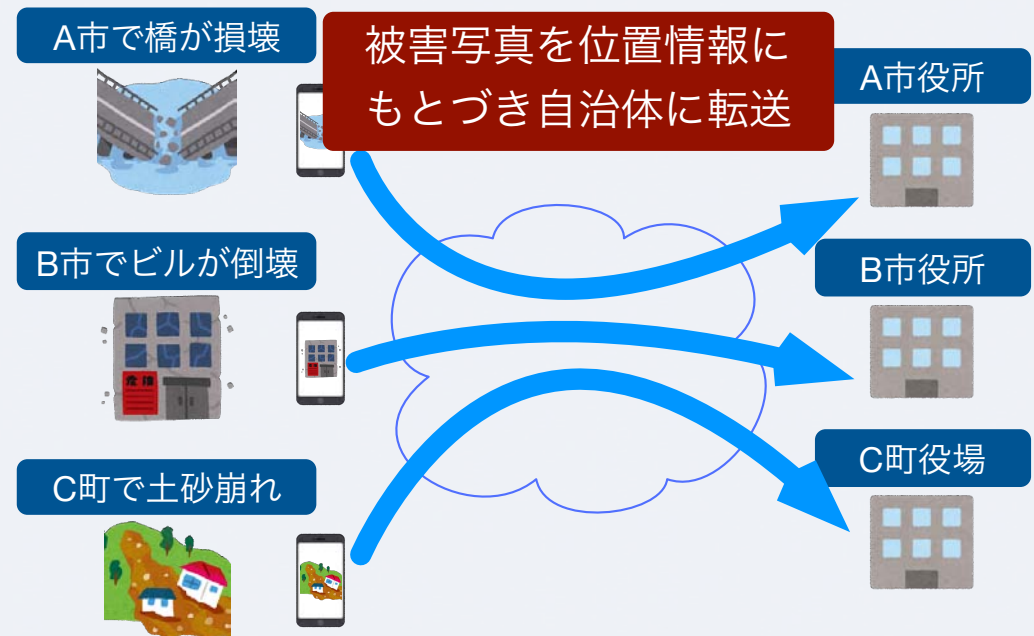 A市で橋が損壊
被害写真を位置情報に
もとづき自治体に転送
A市役所
B市でビルが倒壊
危険
B市役所
C町で土砂崩れ
C町役場